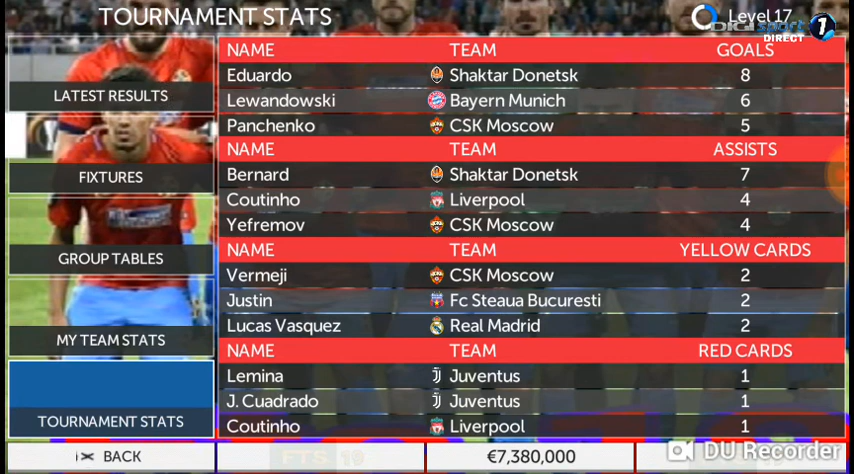 TOURNAMENT STATS
Level 17
DIGI sport 1
DIRECT
LATEST RESULTS
FIXTURES
GROUP TABLES
MY TEAM STATS
TOURNAMENT STATS
NAME TEAM GOALS
Eduardo Shaktar Donetsk 8
Lewandowski Bayern Munich 6
Panchenko CSK Moscow 5
NAME TEAM ASSISTS
Bernard Shaktar Donetsk 7
Coutinho Liverpool 4
Yefremov CSK Moscow 4
NAME TEAM YELLOW CARDS
Vermeji CSK Moscow 2
Justin Fc Steaua Bucuresti 2
Lucas Vasquez Real Madrid 2
NAME TEAM RED CARDS
Lemina Juventus 1
J. Cuadrado Juventus 1
Coutinho Liverpool 1
BACK
FTS 19
€7,380,000
DU Recorder